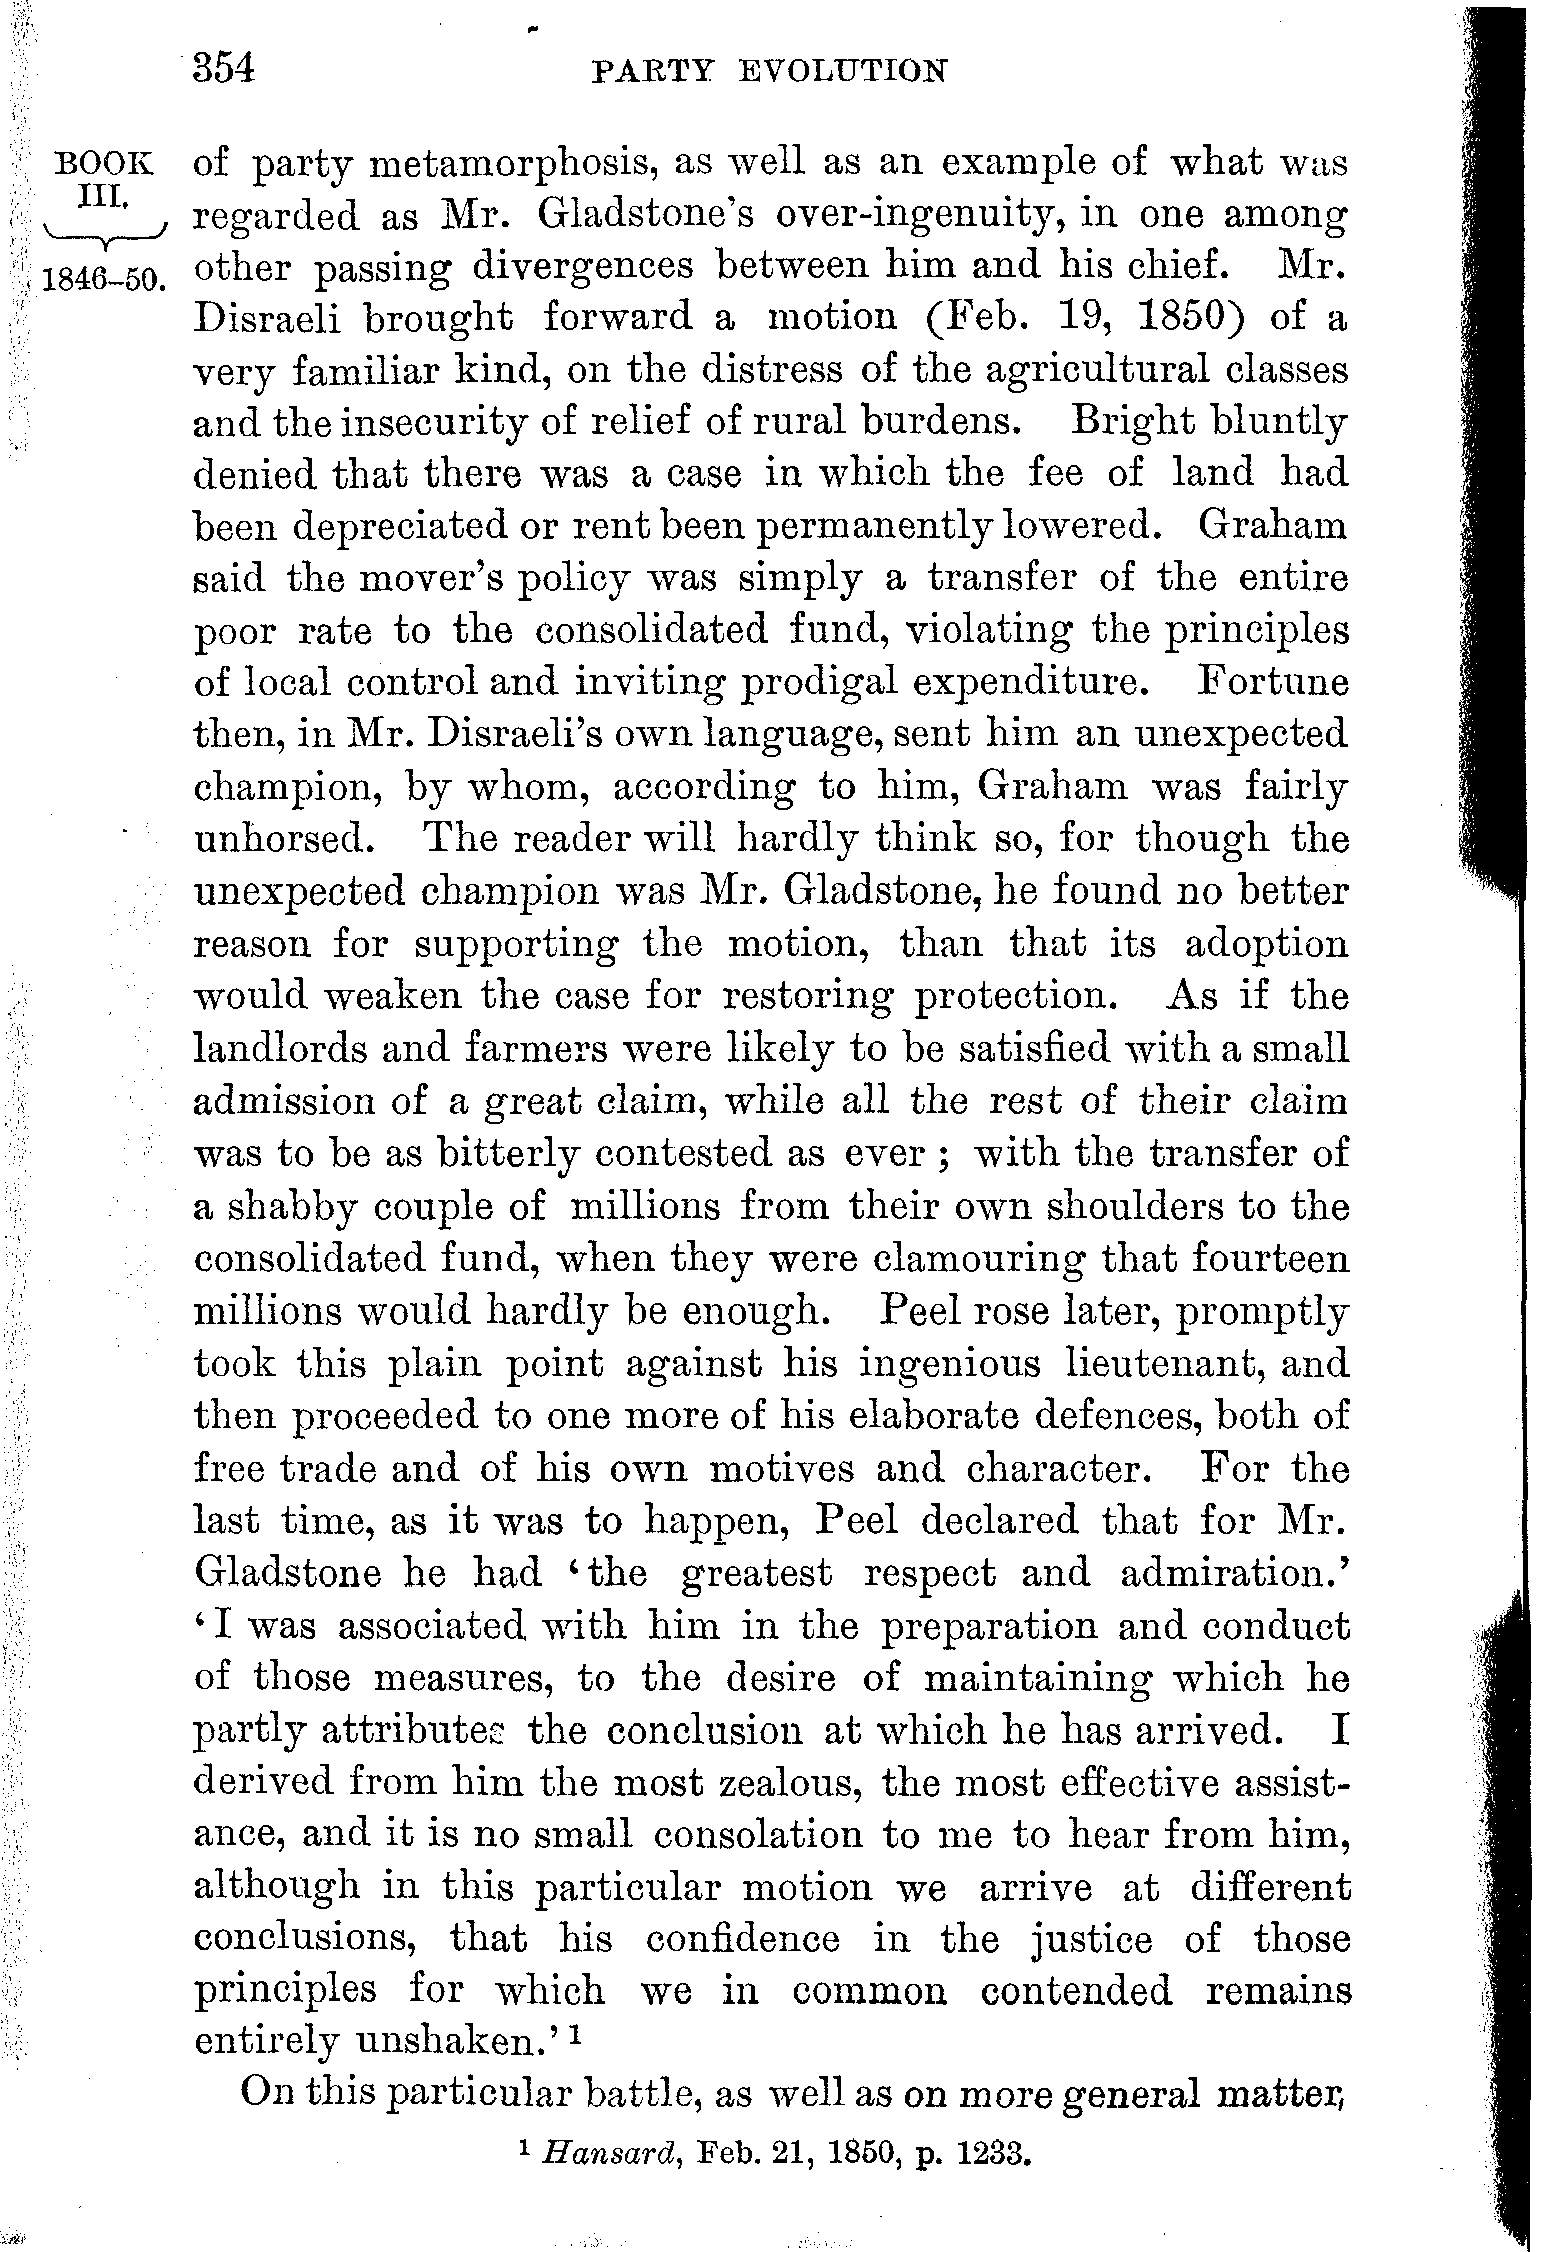 354 PARTY EVOLUTION
BOOK
III.
1846–50.
of party metamorphosis, as well as an example of what was
regarded as Mr. Gladstone's over-ingenuity, in one among
other passing divergences between him and his chief. Mr.
Disraeli brought forward a motion (Feb. 19, 1850) of a
very familiar kind, on the distress of the agricultural classes
and the insecurity of relief of rural burdens. Bright bluntly
denied that there was a case in which the fee of land had
been depreciated or rent been permanently lowered. Graham
said the mover's policy was simply a transfer of the entire
poor rate to the consolidated fund, violating the principles
of local control and inviting prodigal expenditure. Fortune
then, in Mr. Disraeli's own language, sent him an unexpected
champion, by whom, according to him, Graham was fairly
unhorsed. The reader will hardly think so, for though the
unexpected champion was Mr. Gladstone, he found no better
reason for supporting the motion, than that its adoption
would weaken the case for restoring protection. As if the
landlords and farmers were likely to be satisfied with a small
admission of a great claim, while all the rest of their claim
was to be as bitterly contested as ever ; with the transfer of
a shabby couple of millions from their own shoulders to the
consolidated fund, when they were clamouring that fourteen
millions would hardly be enough. Peel rose later, promptly
took this plain point against his ingenious lieutenant, and
then proceeded to one more of his elaborate defences, both of
free trade and of his own motives and character. For the
last time, as it was to happen, Peel declared that for Mr.
Gladstone he had ‘the greatest respect and admiration.’
‘I was associated with him in the preparation and conduct
of those measures, to the desire of maintaining which he
partly attributes the conclusion at which he has arrived. I
derived from him the most zealous, the most effective assist-
ance, and it is no small consolation to me to hear from him,
although in this particular motion we arrive at different
conclusions, that his confidence in the justice of those
principles for which we in common contended remains
entirely unshaken.’ ¹
On this particular battle, as well as on more general matter,
¹ Hansard, Feb. 21, 1850, p. 1233.